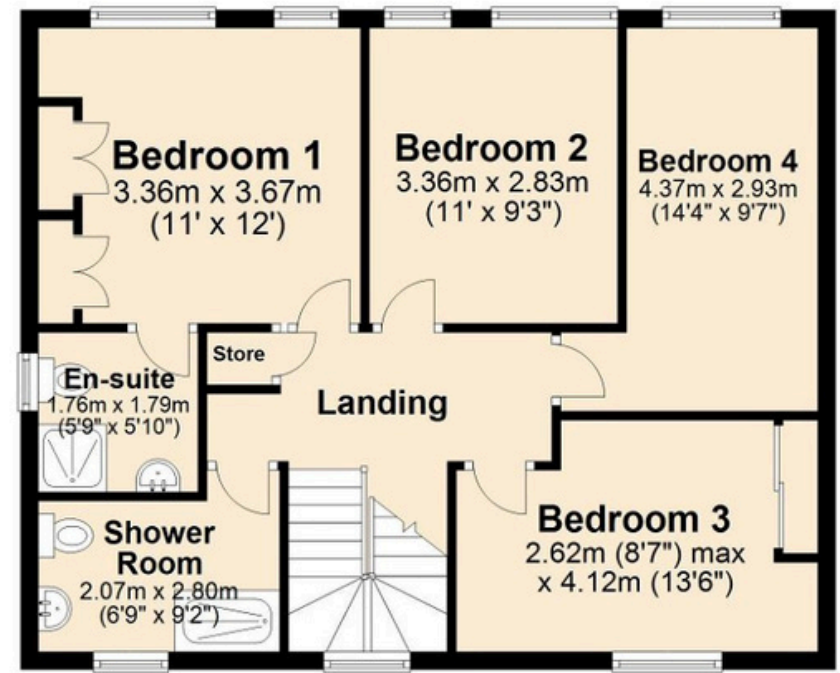 Bedroom 1
3.36m x 3.67m
(11' x 12')
Bedroom 2
3.36m x 2.83m
(11' x 9'3")
Bedroom 4
4.37m x 2.93m
(14'4" x 9'7")
Store
En-suite
1.76m x 1.79m
(5'9" x 5'10")
Landing
Shower
Room
2.07m x 2.80m
(6'9" x 9'2")
Bedroom 3
2.62m (8'7") max
x 4.12m (13'6")